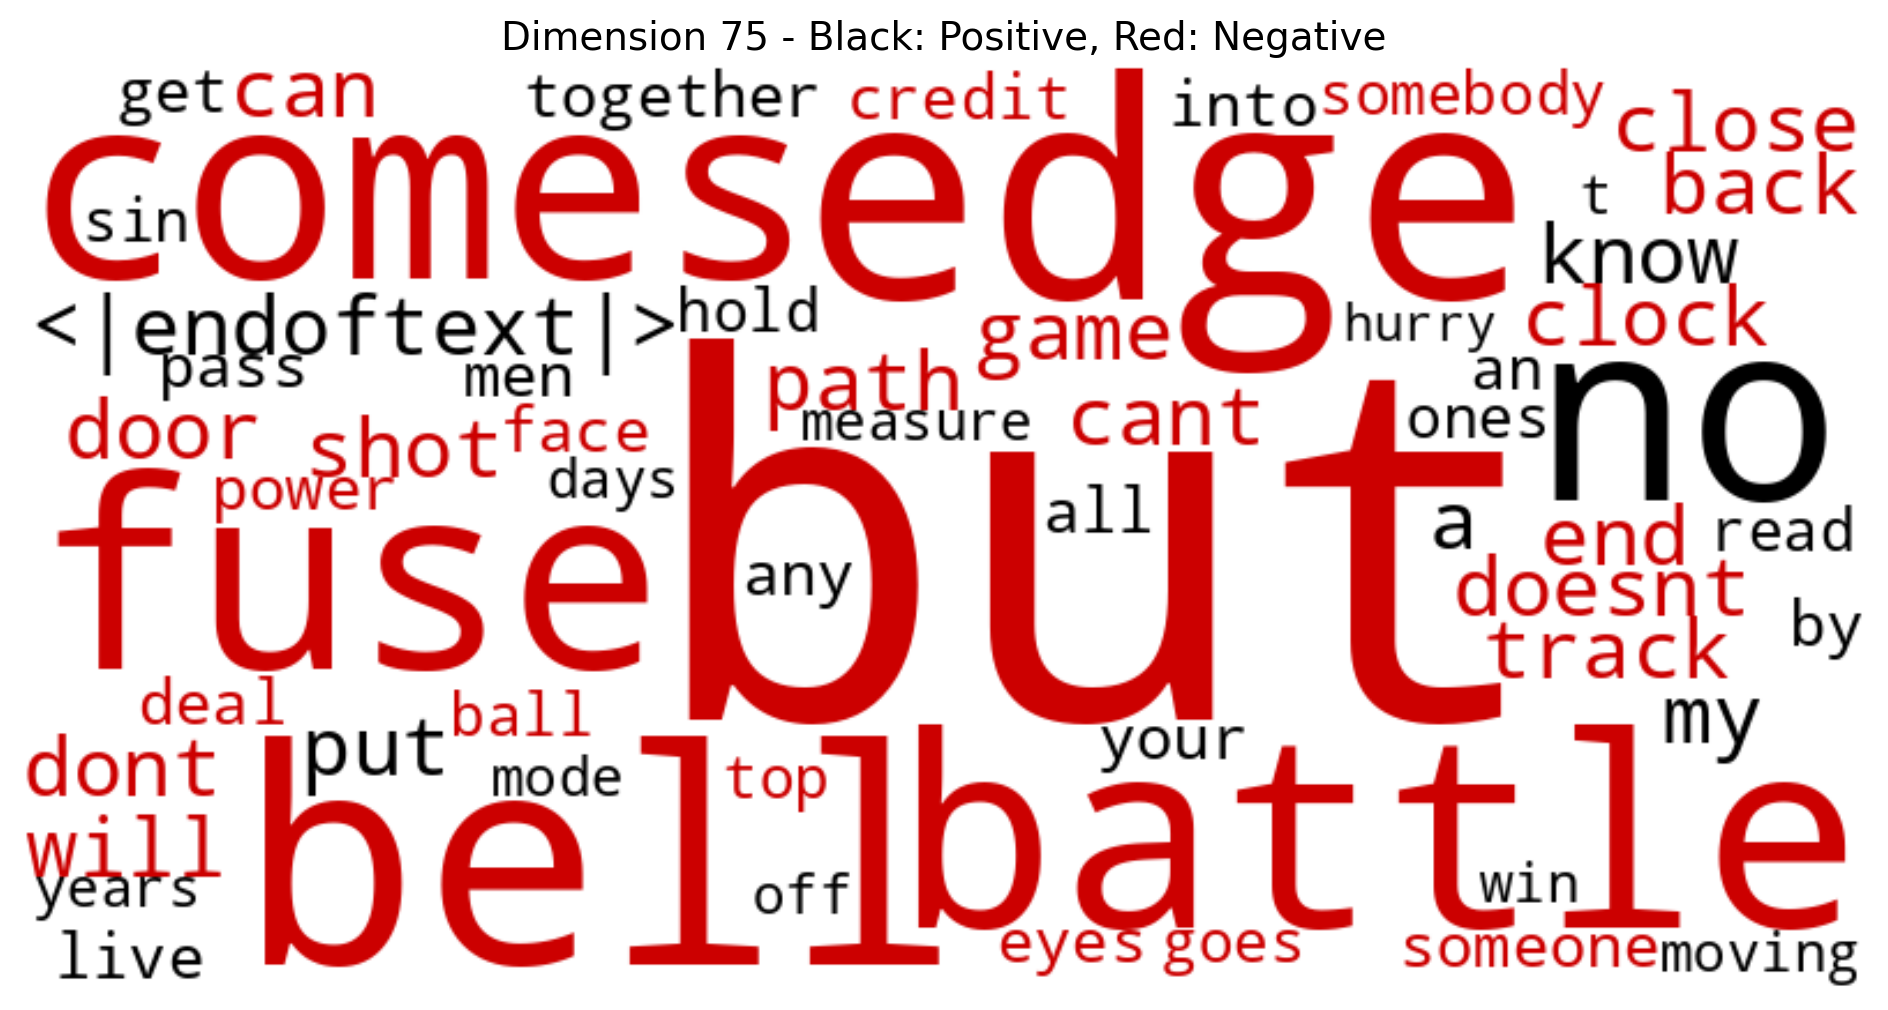 Dimension 75 - Black: Positive, Red: Negative
get can together credit into somebody close
comes edge
sin t back
know
<|endoftext|> hold game hurry clock
pass men path an no
door shot face measure cant ones
power days all a end read
fuse but any doesnt by
track
deal ball my
dont put mode top your
will bell battle
years off win
live eyes goes someone moving